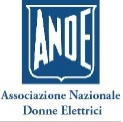 ANDE
Associazione Nazionale
Donne Elettrici